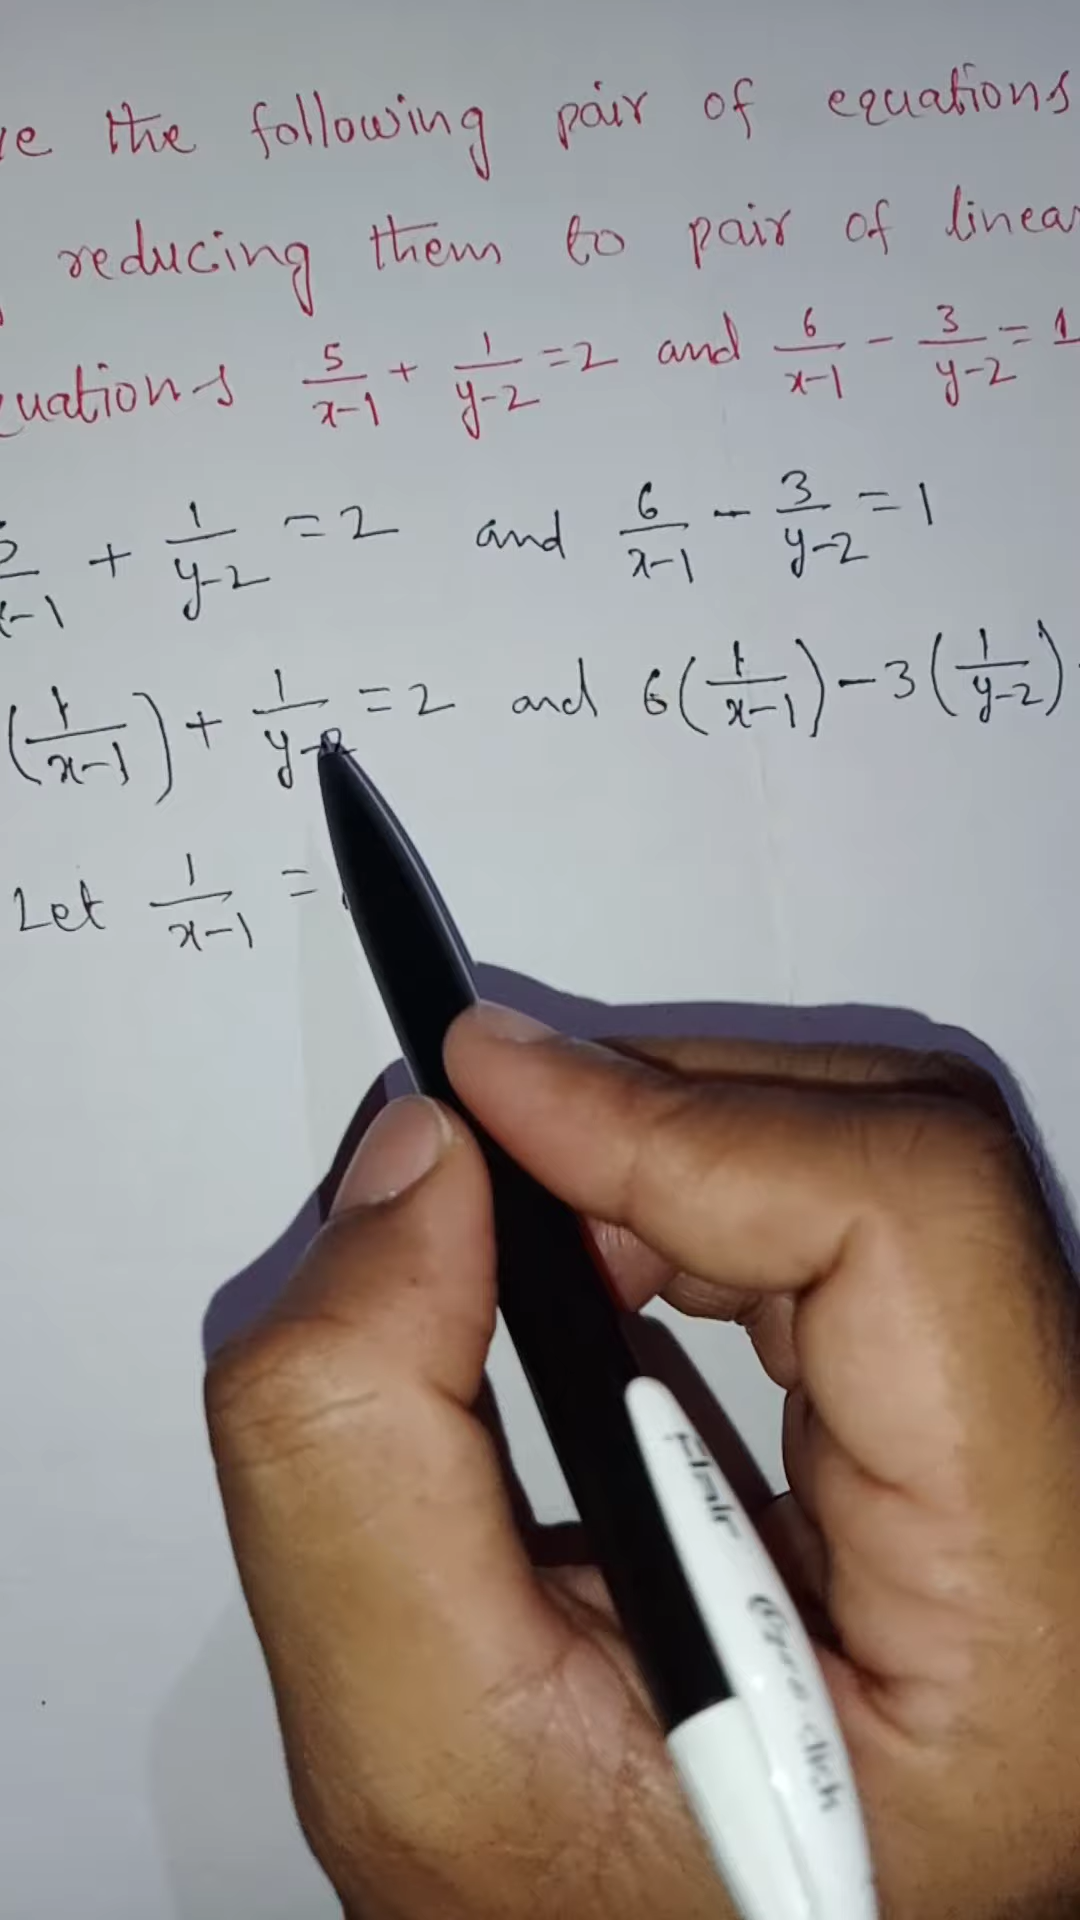 the following pair of equations
reducing them to pair of linear
5/(x-1) + 1/(y-2) = 2 and 6/(x-1) - 3/(y-2) = 1
+ 1/(y-2) = 2 and 6/(x-1) - 3/(y-2) = 1
(1/(x-1)) + 1/(y- = 2 and 6(1/(x-1)) - 3(1/(y-2))
Let 1/(x-1) =
Flair